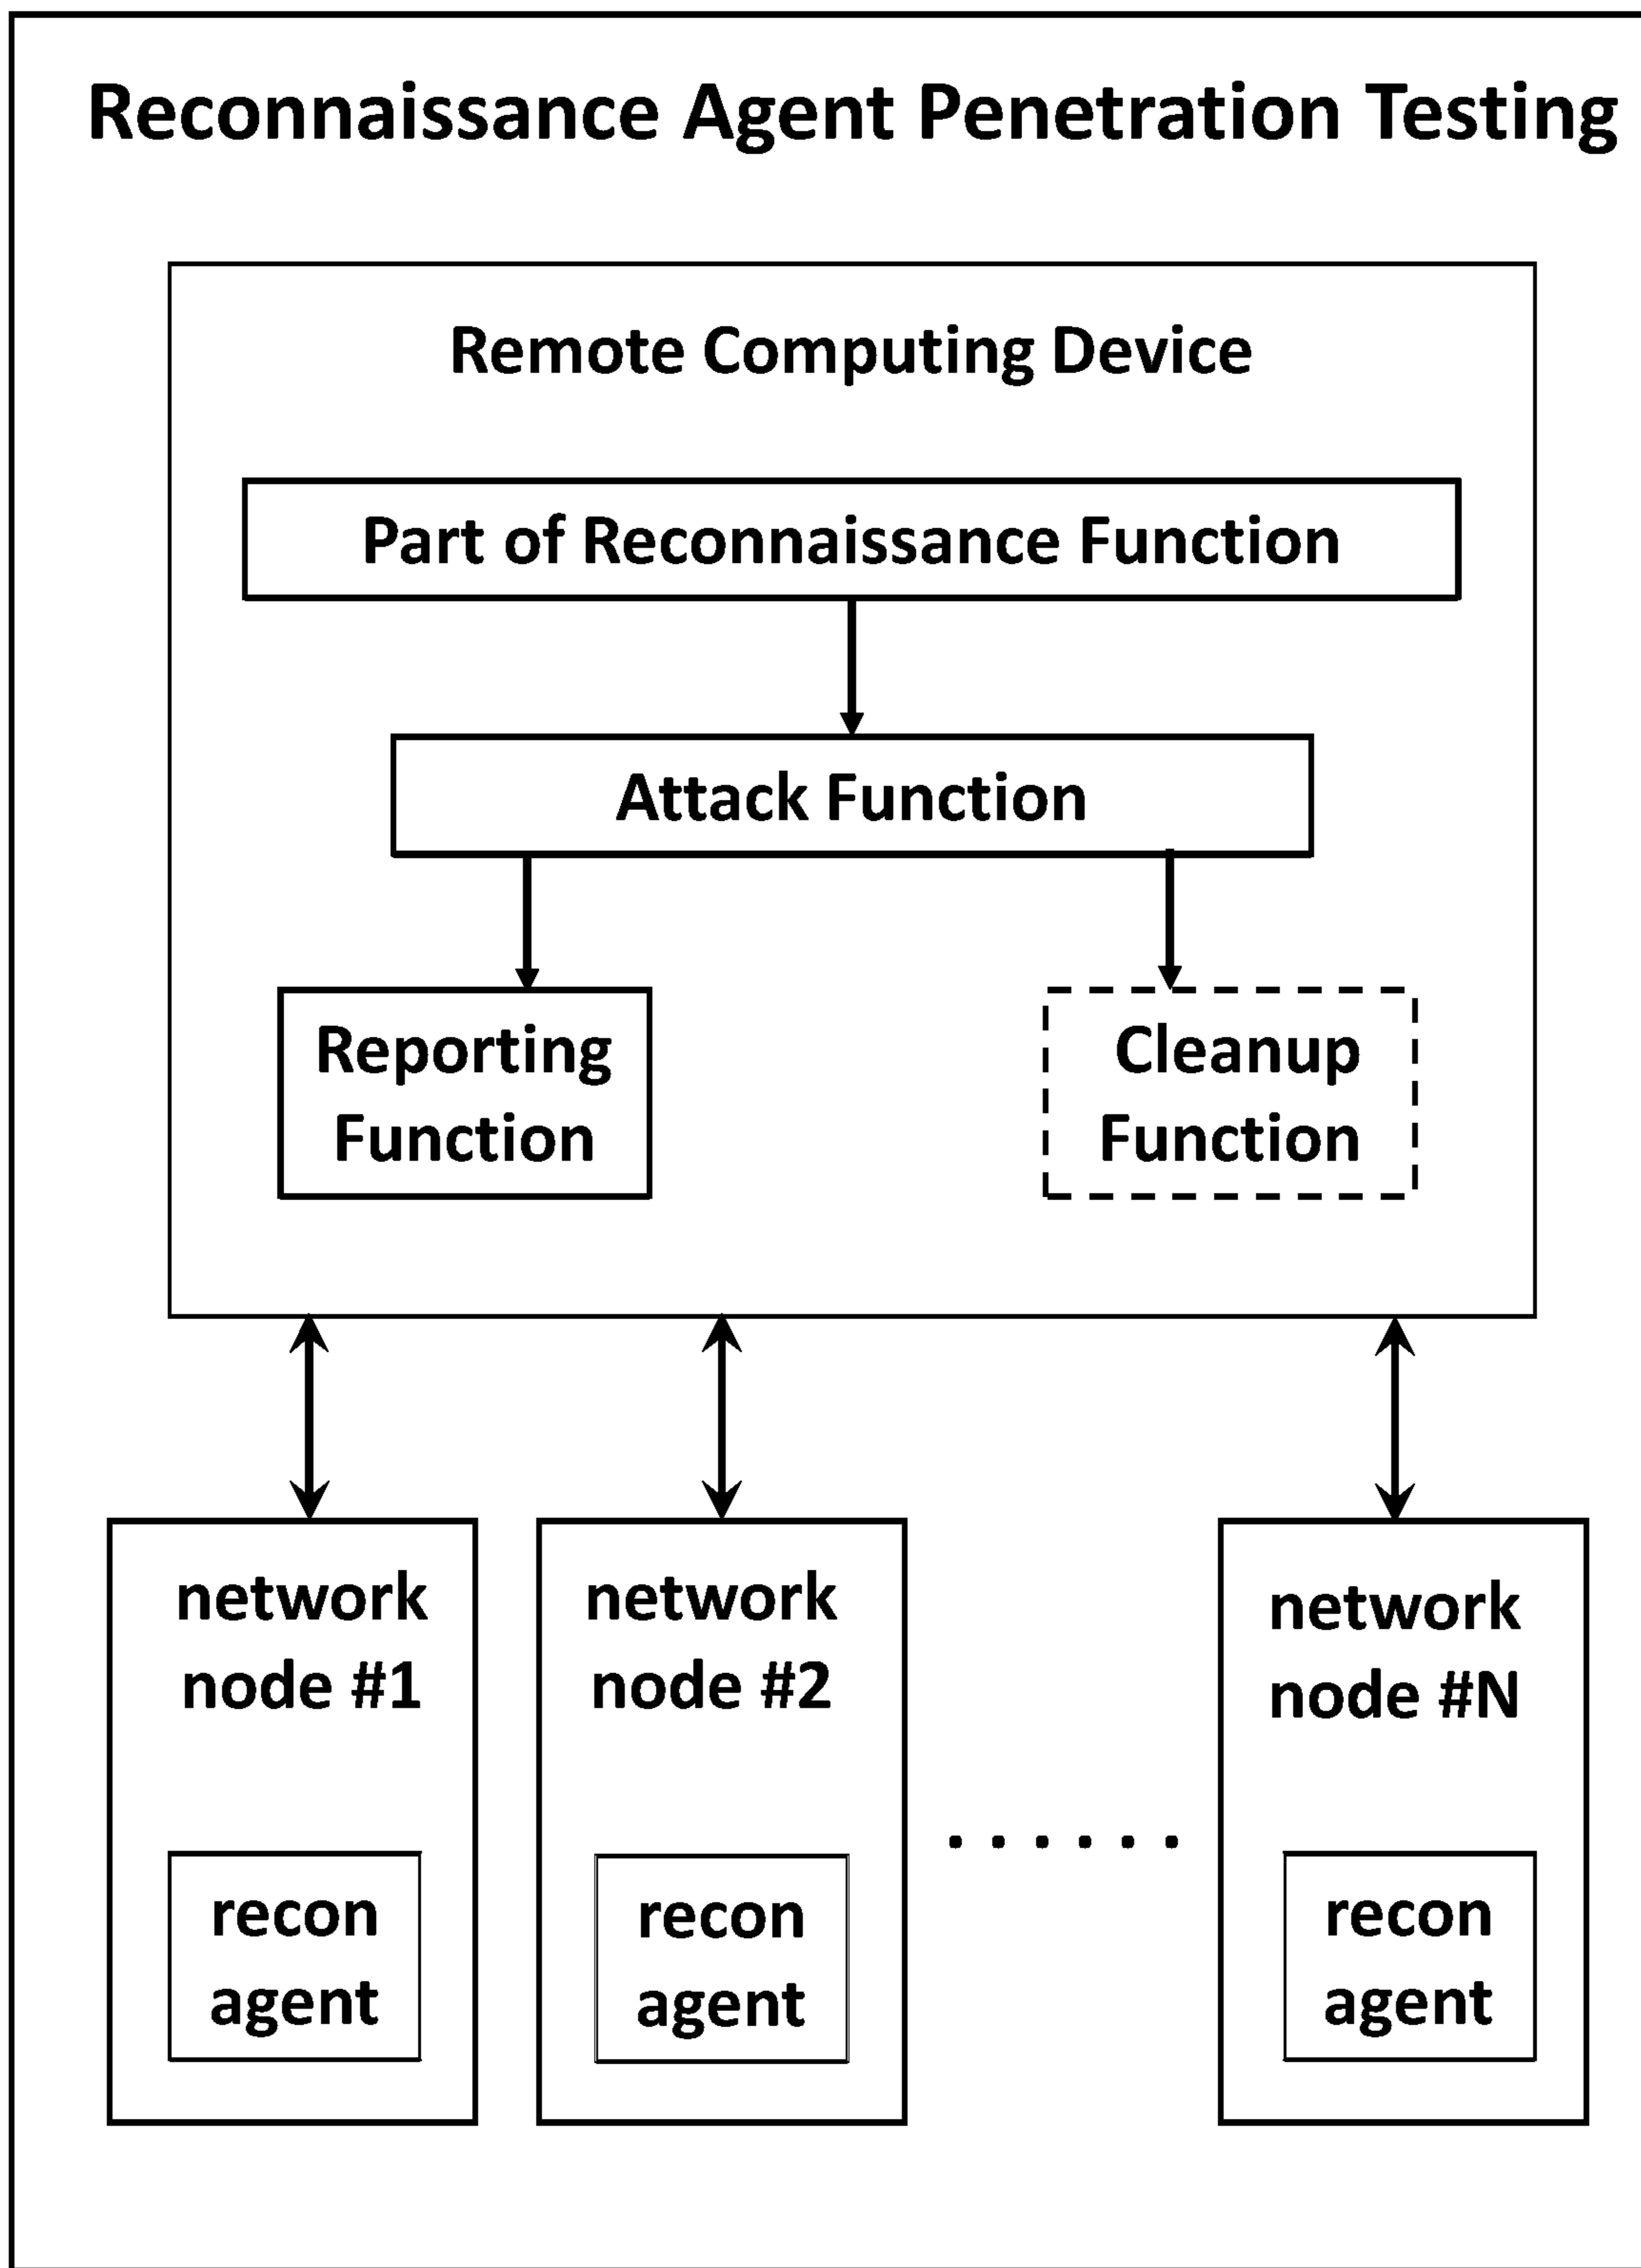 Reconnaissance Agent Penetration Testing
Remote Computing Device
Part of Reconnaissance Function
Attack Function
Reporting
Function
Cleanup
Function
network
node #1
recon
agent
network
node #2
recon
agent
......
network
node #N
recon
agent